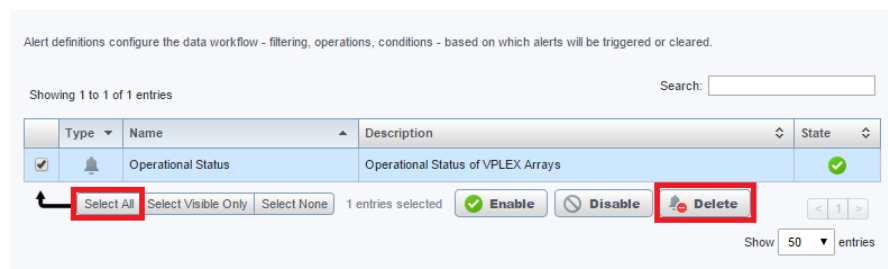 Alert definitions configure the data workflow - filtering, operations, conditions - based on which alerts will be triggered or cleared.
Search:
Showing 1 to 1 of 1 entries
Type Name Description State
Operational Status Operational Status of VPLEX Arrays
Select All Select Visible Only Select None 1 entries selected Enable Disable Delete < 1 >
Show 50 entries